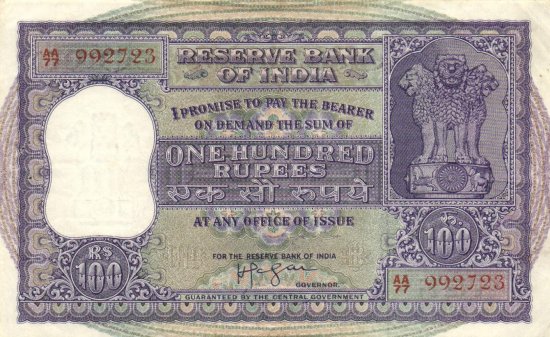 AA/77 992723
RESERVE BANK
OF INDIA
I PROMISE TO PAY THE BEARER
ON DEMAND THE SUM OF
ONE HUNDRED
RUPEES
एक सौ रुपये
AT ANY OFFICE OF ISSUE
FOR THE RESERVE BANK OF INDIA
GOVERNOR.
RS 100
100
AA/77 992723
GUARANTEED BY THE CENTRAL GOVERNMENT